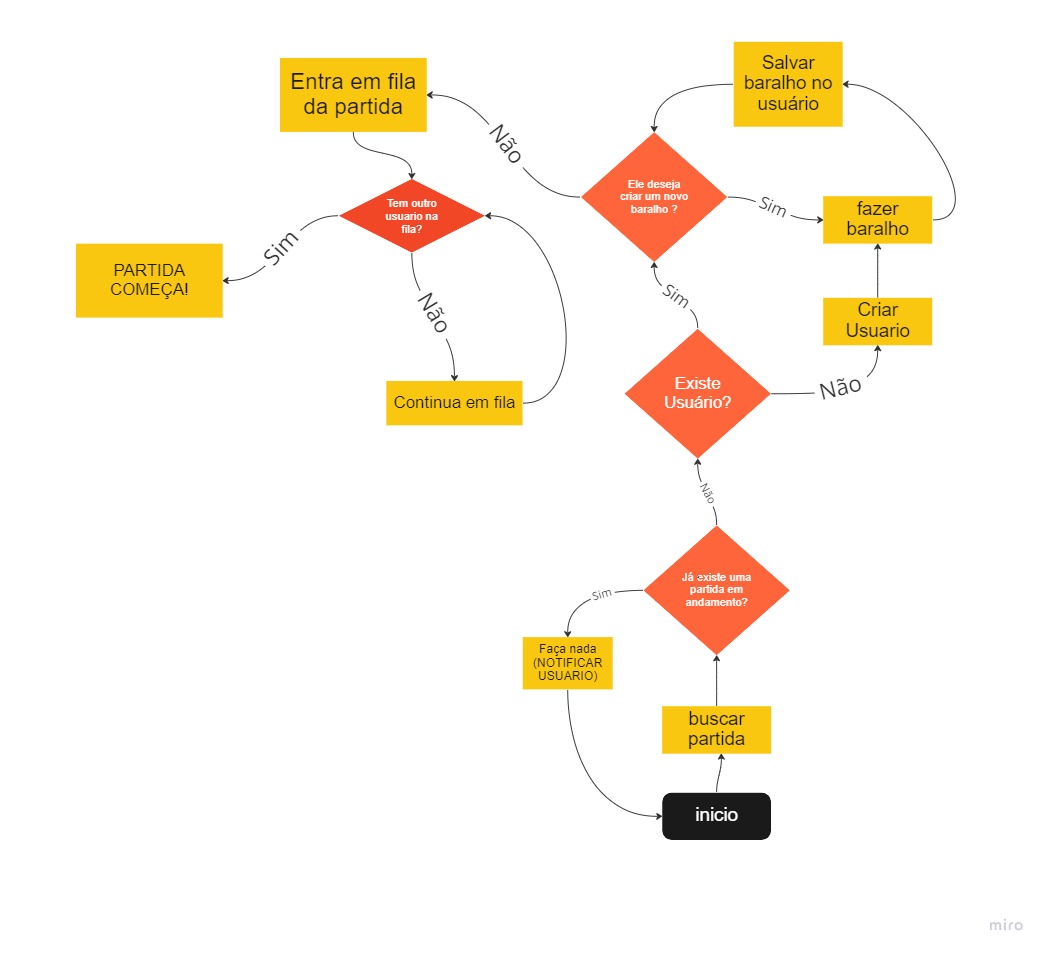 Salvar
baralho no
usuário
Entra em fila
da partida
Não
Ele deseja
criar um novo
baralho ?
Sim
fazer
baralho
Tem outro
usuario na
fila?
Sim
PARTIDA
COMEÇA!
Não
Sim
Criar
Usuario
Continua em fila
Existe
Usuário?
Não
Não
Já existe uma
partida em
andamento?
Sim
Faça nada
(NOTIFICAR
USUARIO)
buscar
partida
inicio
miro